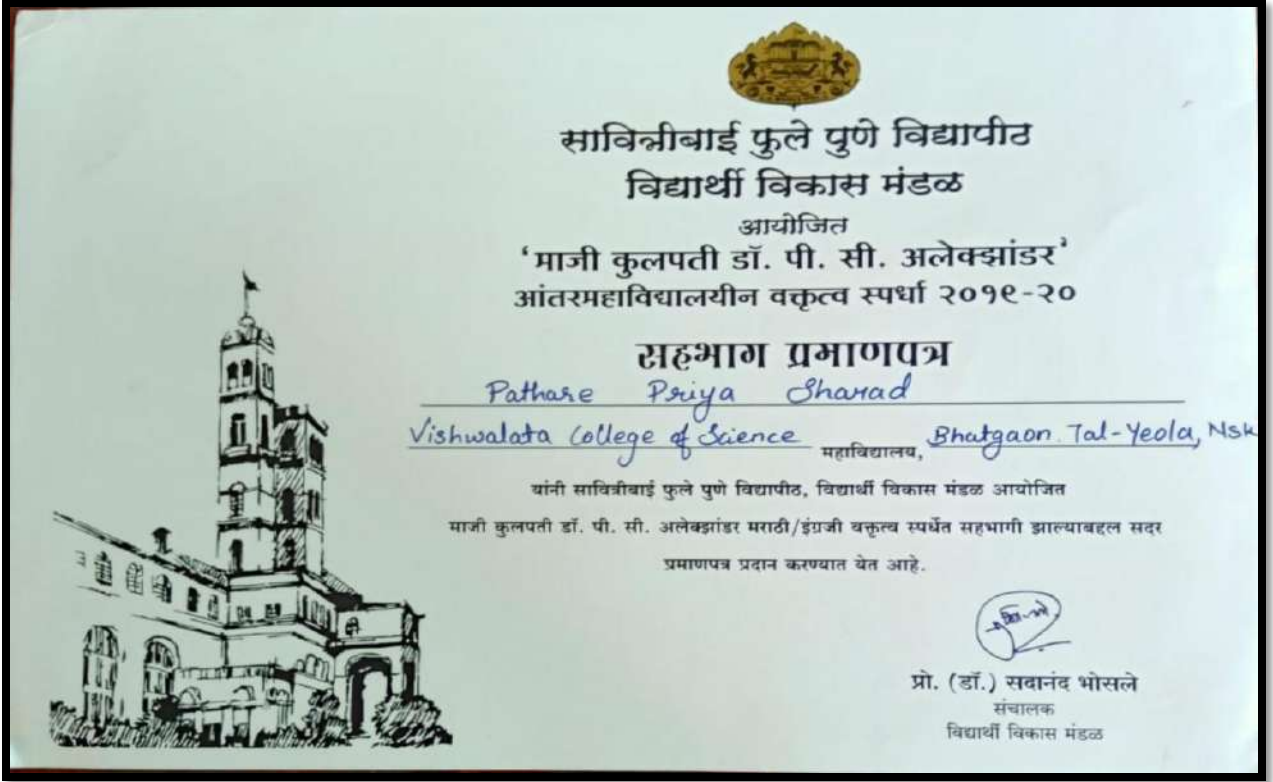 सावित्रीबाई फुले पुणे विद्यापीठ
विद्यार्थी विकास मंडळ
आयोजित
‘माजी कुलपती डॉ. पी. सी. अलेक्झांडर’
आंतरमहाविद्यालयीन वक्तृत्व स्पर्धा २०१९-२०
सहभाग प्रमाणपत्र
Pathare Priya Sharad
Vishwalata College of Science महाविद्यालय, Bhatgaon. Tal-Yeola, Nsk
यांनी सावित्रीबाई फुले पुणे विद्यापीठ, विद्यार्थी विकास मंडळ आयोजित
माजी कुलपती डॉ. पी. सी. अलेक्झांडर मराठी/इंग्रजी वक्तृत्व स्पर्धेत सहभागी झाल्याबद्दल सदर
प्रमाणपत्र प्रदान करण्यात येत आहे.
प्रो. (डॉ.) सदानंद भोसले
संचालक
विद्यार्थी विकास मंडळ